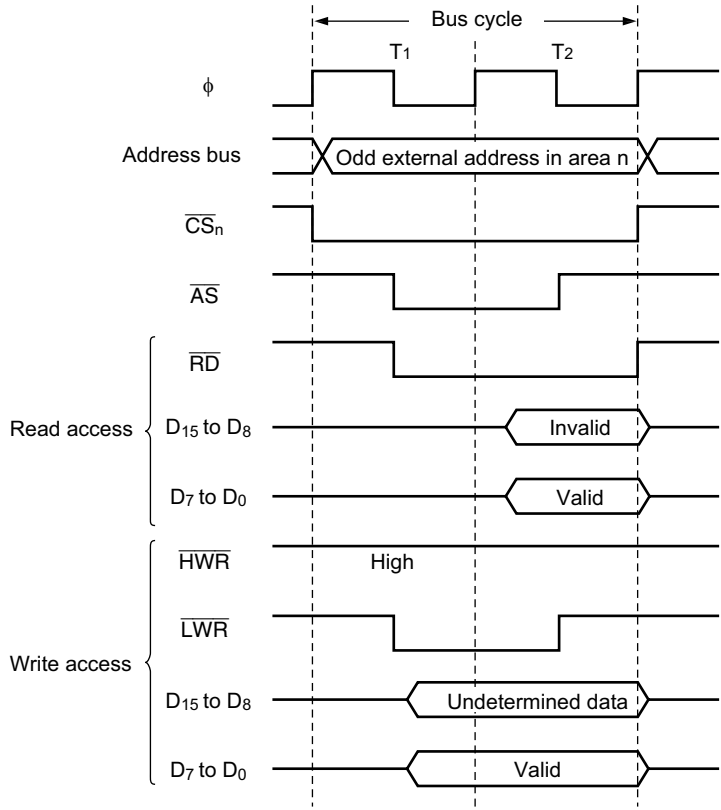 Bus cycle
T1 T2
ϕ
Address bus Odd external address in area n
CSn
AS
RD
Read access D15 to D8 Invalid
D7 to D0 Valid
HWR High
LWR
Write access D15 to D8 Undetermined data
D7 to D0 Valid